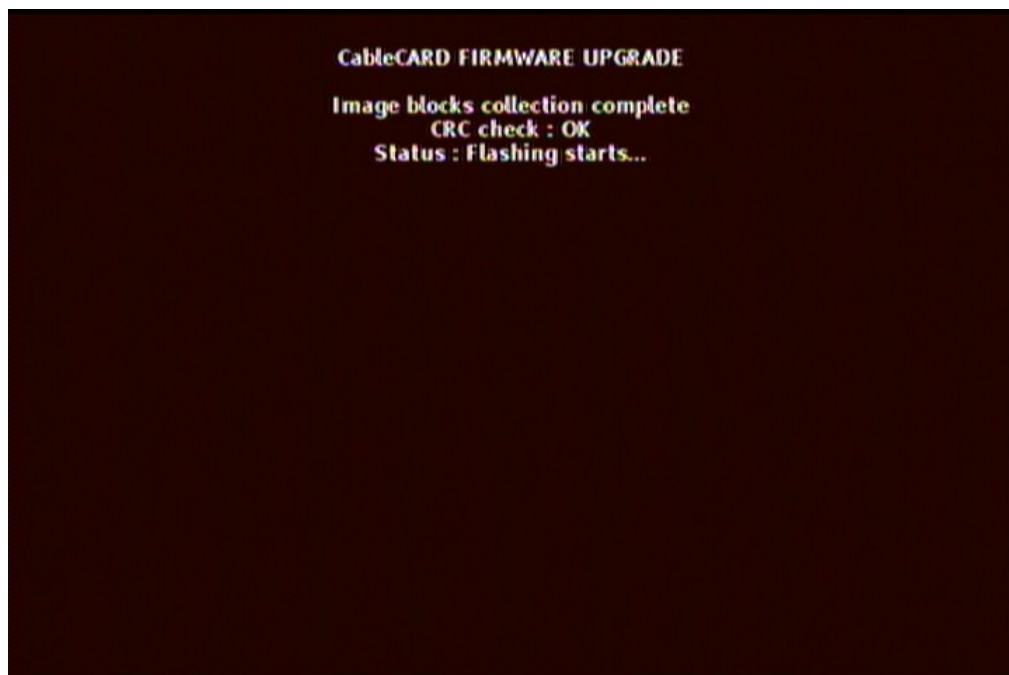 CableCARD FIRMWARE UPGRADE
Image blocks collection complete
CRC check : OK
Status : Flashing starts...